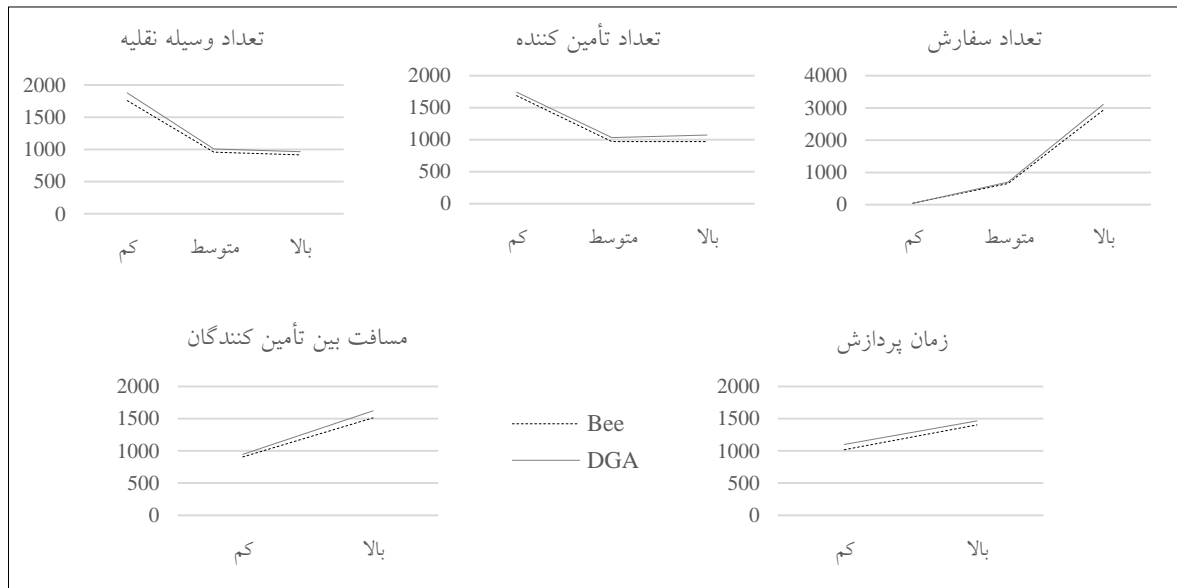 تعداد سفارش
4000
3000
2000
1000
0
کم
متوسط
بالا
تعداد تأمین کننده
2000
1500
1000
500
0
کم
متوسط
بالا
تعداد وسیله نقلیه
2000
1500
1000
500
0
کم
متوسط
بالا
زمان پردازش
2000
1500
1000
500
0
کم
بالا
Bee
DGA
مسافت بین تأمین کنندگان
2000
1500
1000
500
0
کم
بالا